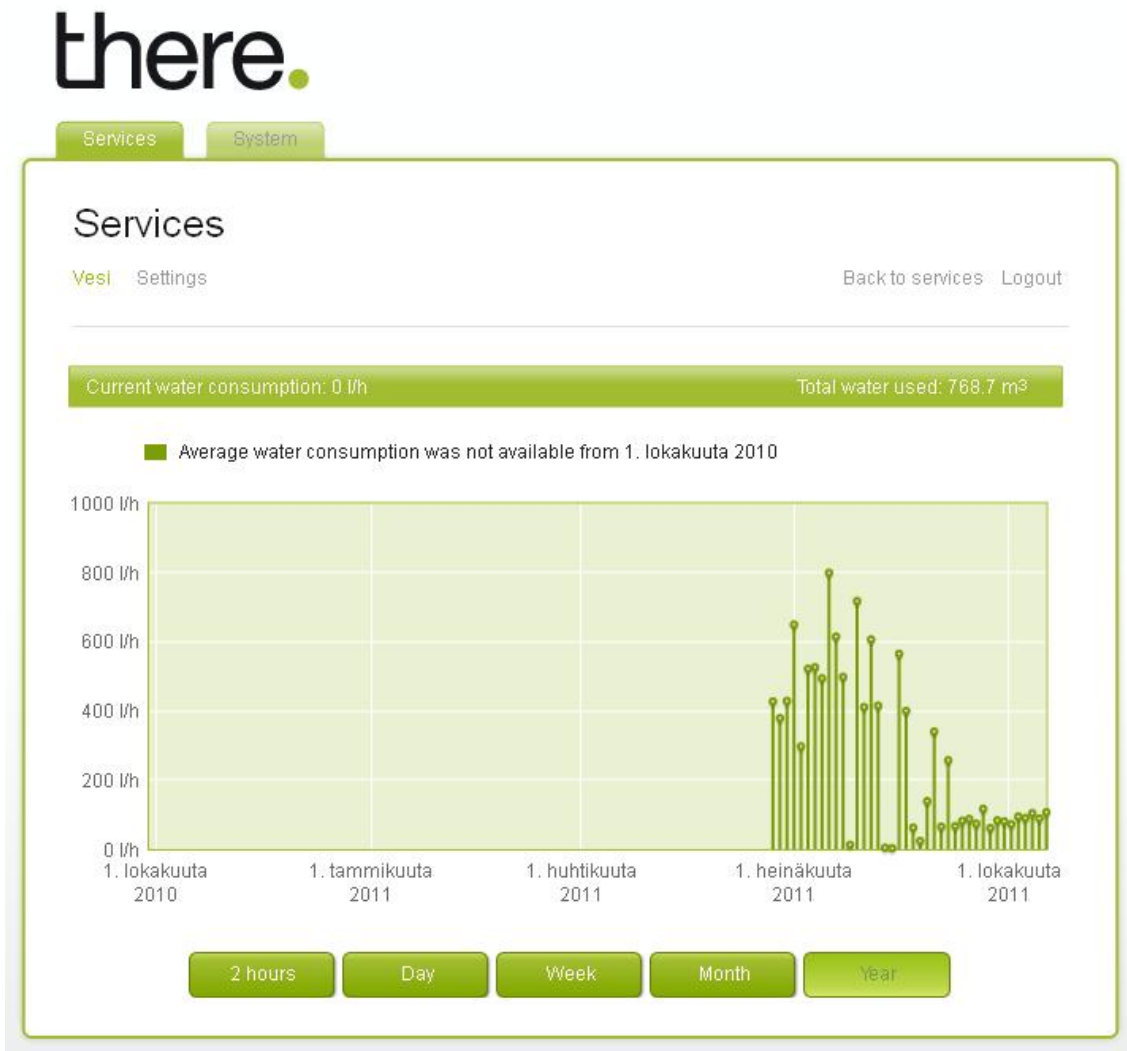 there.
Services System
Services
Vesi Settings Back to services Logout
Current water consumption: 0 l/h Total water used: 768.7 m³
Average water consumption was not available from 1. lokakuuta 2010
1000 l/h
800 l/h
600 l/h
400 l/h
200 l/h
0 l/h
1. lokakuuta 1. tammikuuta 1. huhtikuuta 1. heinäkuuta 1. lokakuuta
2010 2011 2011 2011 2011
2 hours Day Week Month Year